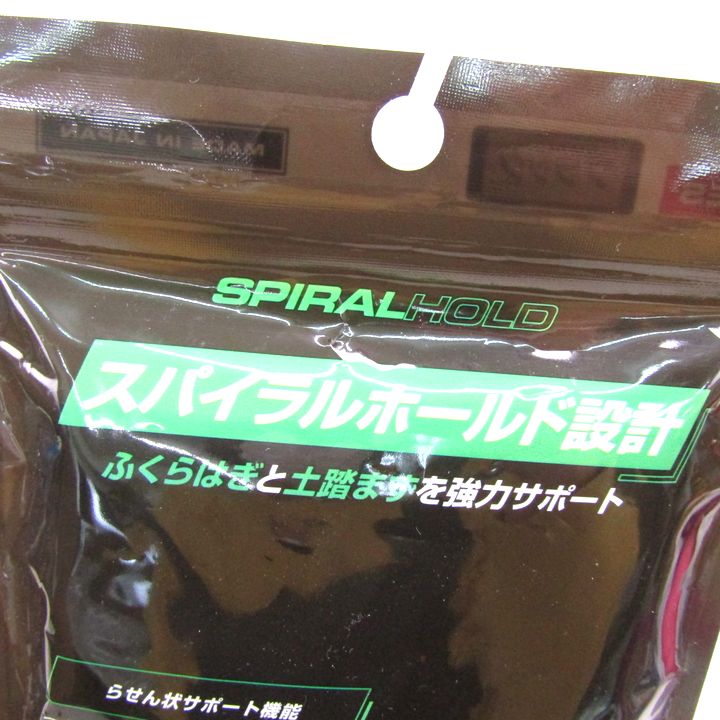 MADE IN JAPAN
SPIRALHOLD
スパイラルホールド設計
ふくらはぎと土踏まずを強力サポート
らせん状サポート機能